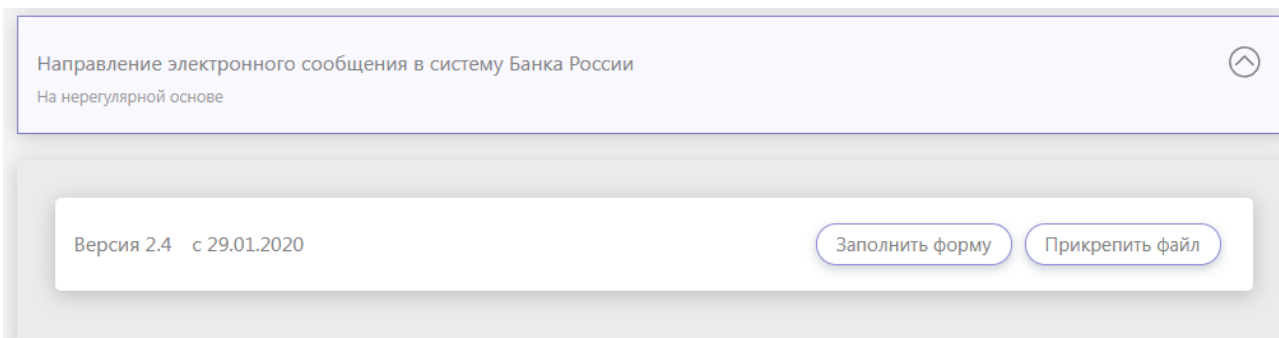 Направление электронного сообщения в систему Банка России
На нерегулярной основе
Версия 2.4 с 29.01.2020 Заполнить форму Прикрепить файл